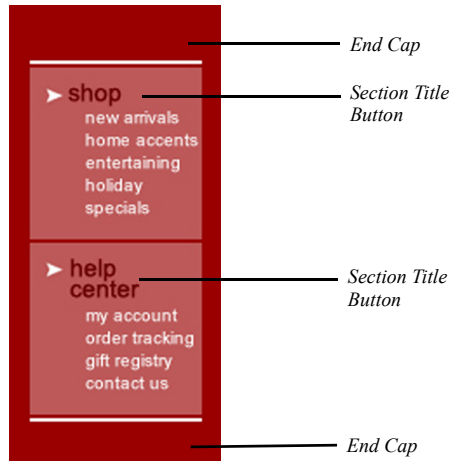 End Cap
shop
Section Title
Button
new arrivals
home accents
entertaining
holiday
specials
help
center
Section Title
Button
my account
order tracking
gift registry
contact us
End Cap